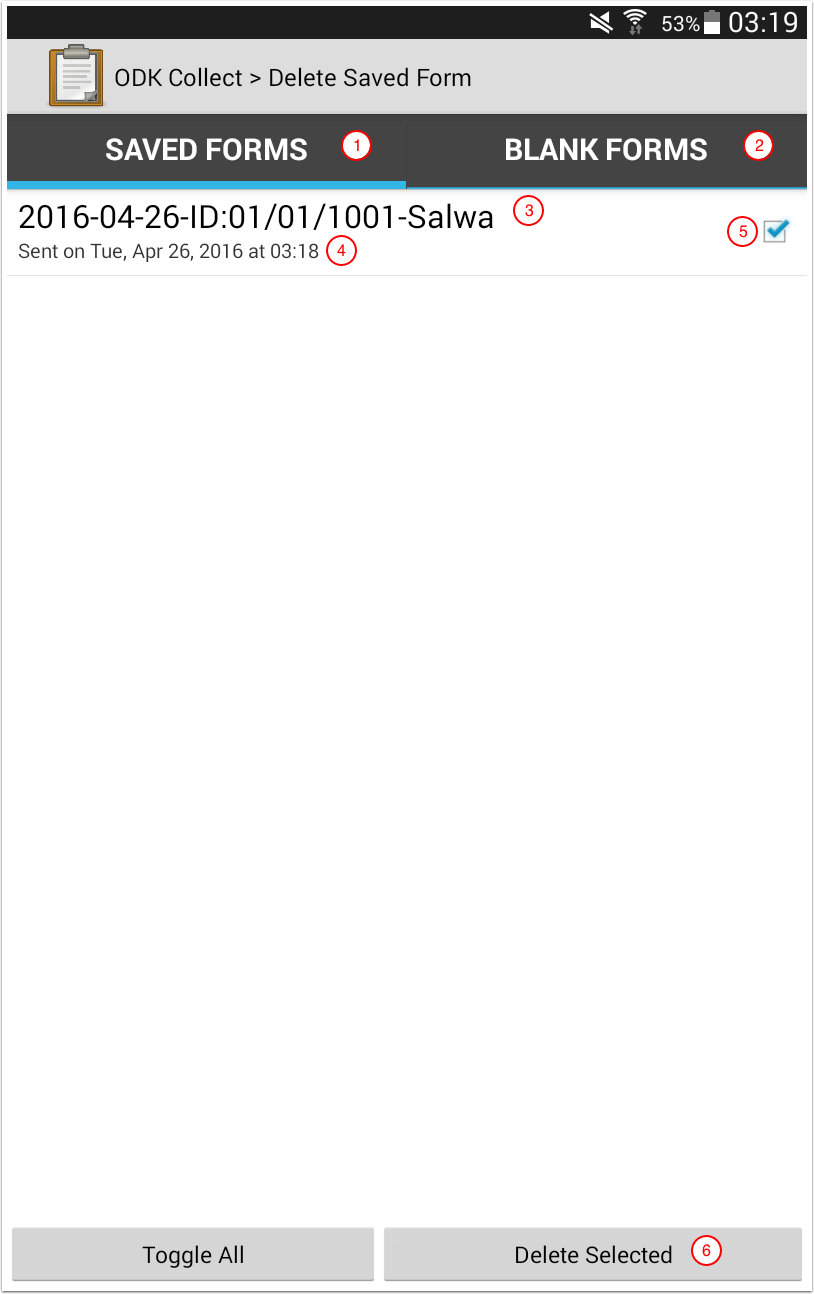 53% 03:19
ODK Collect > Delete Saved Form
SAVED FORMS 1 BLANK FORMS 2
2016-04-26-ID:01/01/1001-Salwa 3
5
Sent on Tue, Apr 26, 2016 at 03:18 4
Toggle All Delete Selected 6